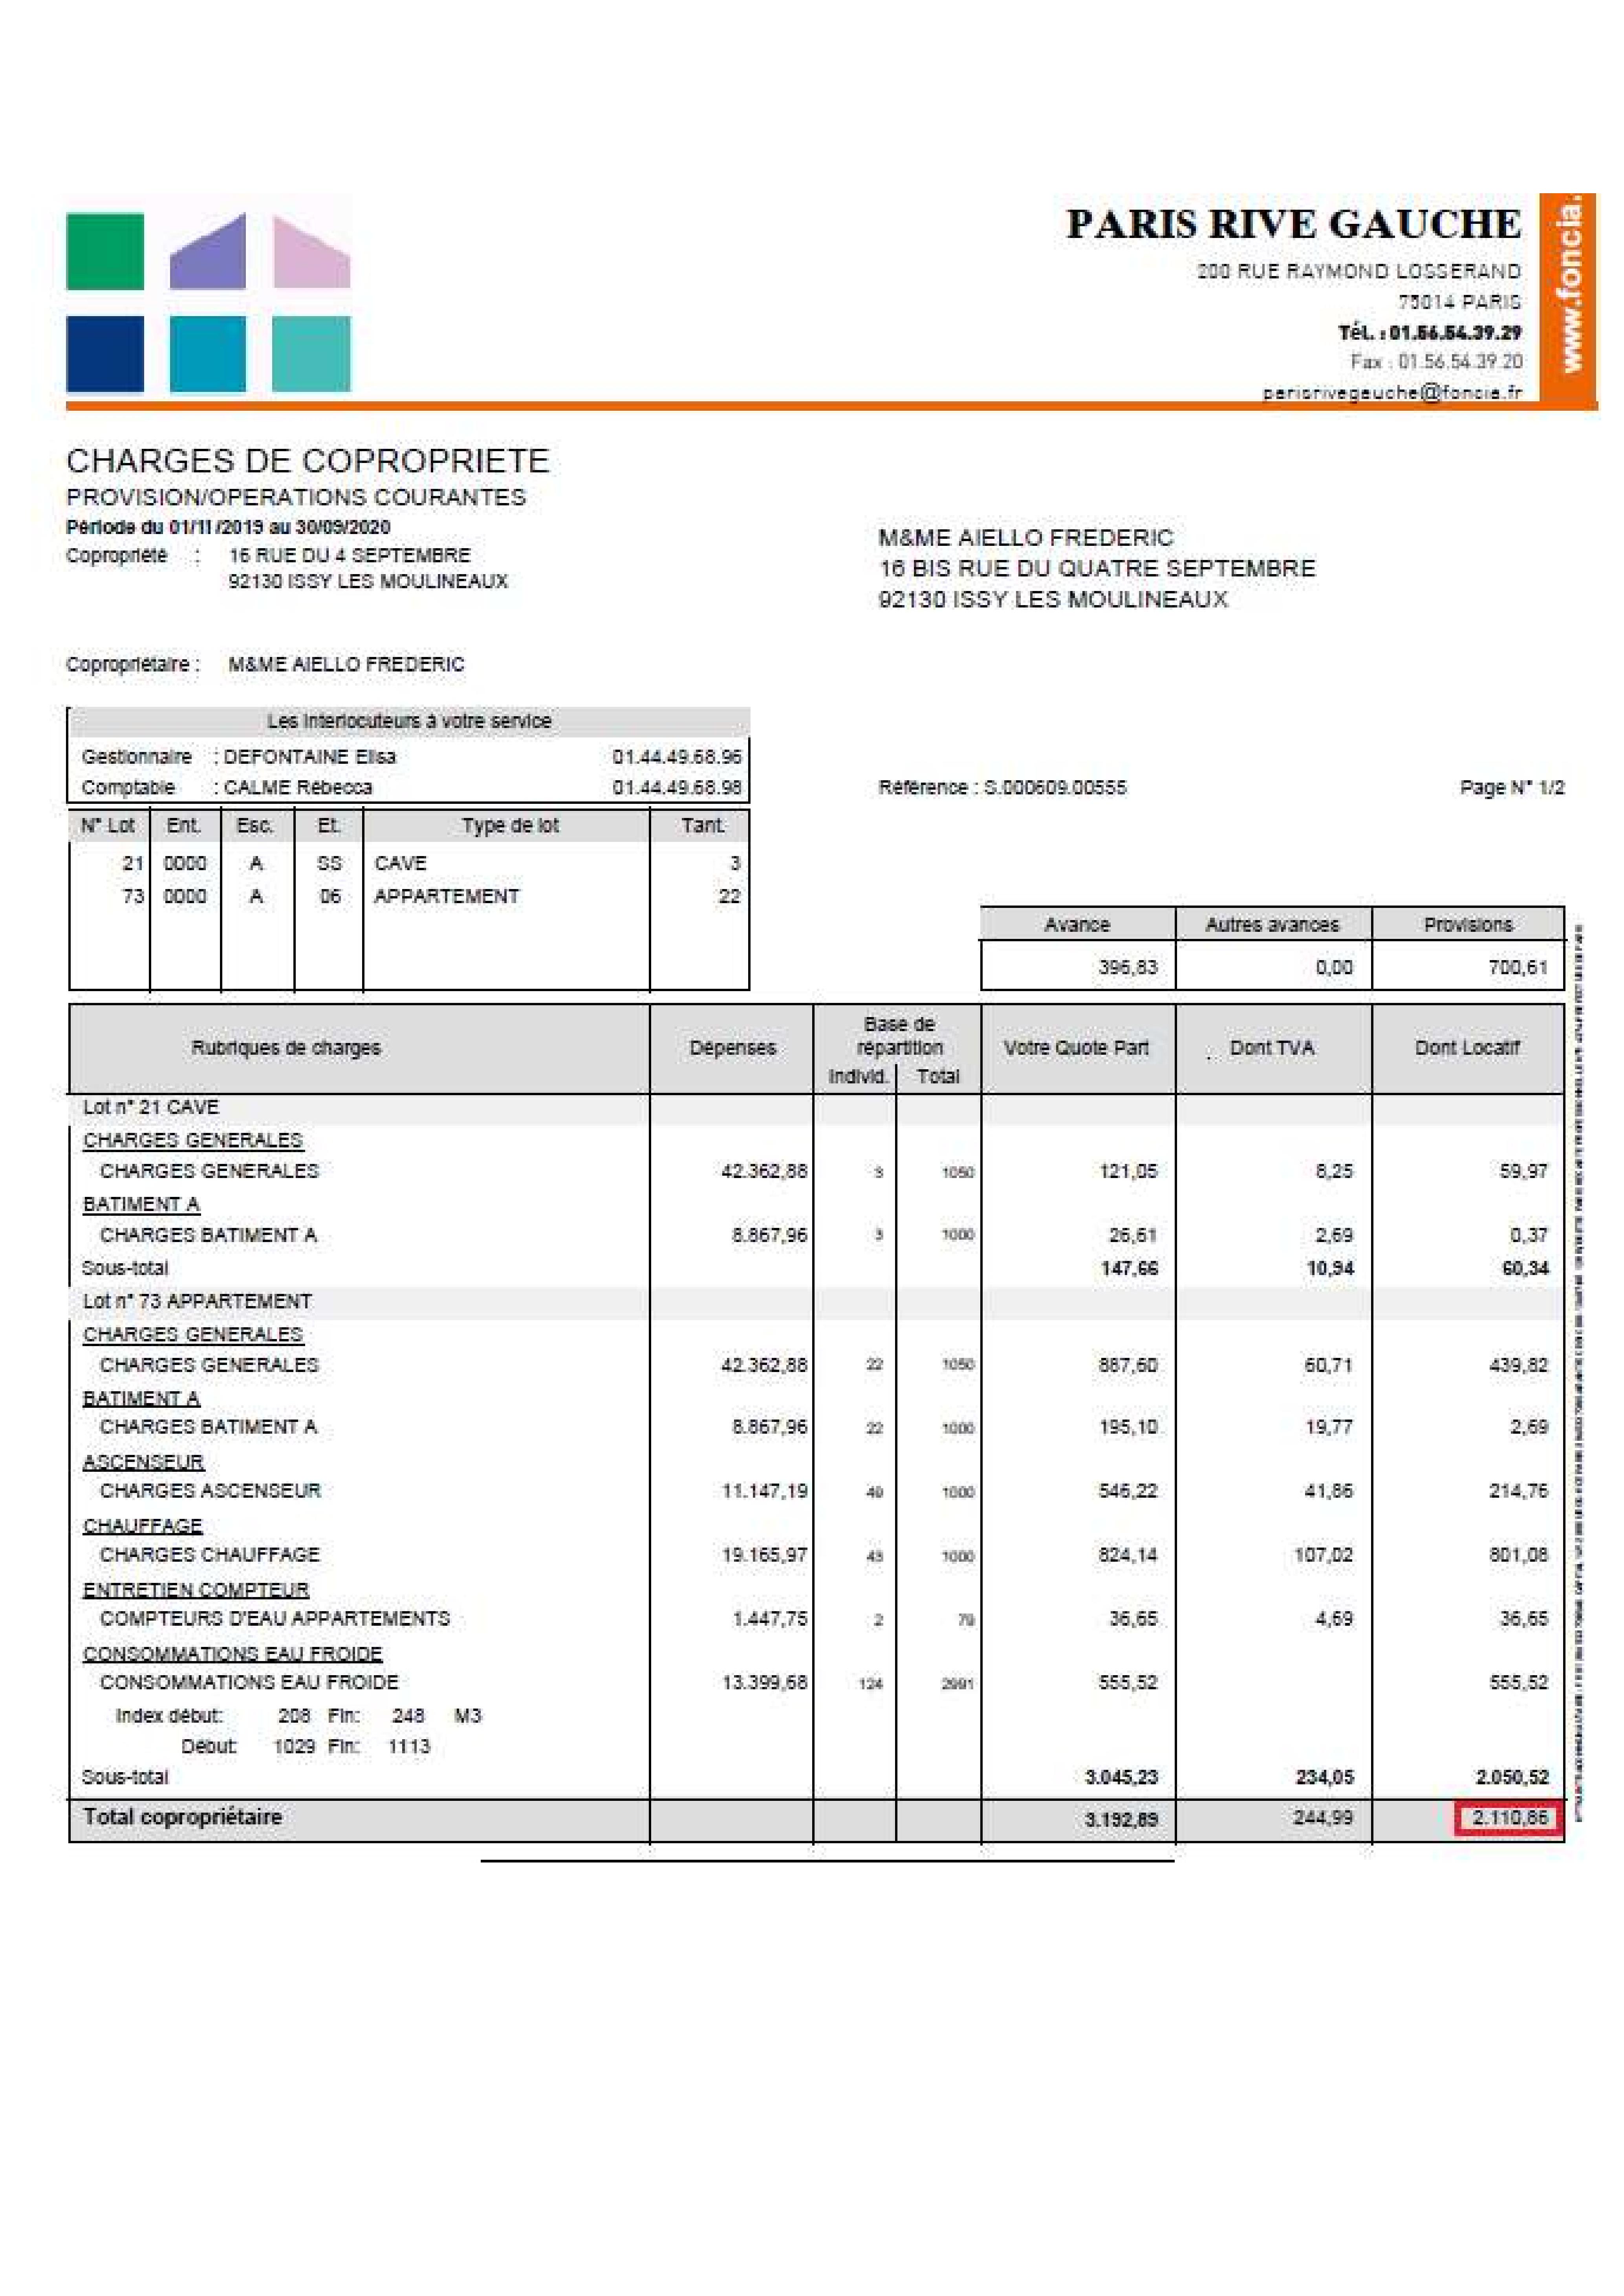 PARIS RIVE GAUCHE
200 RUE RAYMOND LOSSERAND
75014 PARIS
Tél. : 01.56.54.39.29
Fax : 01.56.54.39.20
parisrivegauche@foncia.fr
www.foncia.
CHARGES DE COPROPRIETE
PROVISION/OPERATIONS COURANTES
Période du 01/11/2019 au 30/09/2020
Copropriété : 16 RUE DU 4 SEPTEMBRE
92130 ISSY LES MOULINEAUX
M&ME AIELLO FREDERIC
16 BIS RUE DU QUATRE SEPTEMBRE
92130 ISSY LES MOULINEAUX
Copropriétaire : M&ME AIELLO FREDERIC
Les interlocuteurs à votre service
Gestionnaire : DEFONTAINE Elisa 01.44.49.68.96
Comptable : CALME Rébecca 01.44.49.68.98
Référence : S.000609.00555 Page N° 1/2
N° Lot Ent. Esc. Et. Type de lot Tant.
21 0000 A SS CAVE 3
73 0000 A 06 APPARTEMENT 22
Avance Autres avances Provisions
396,83 0,00 700,61
Rubriques de charges Dépenses Base de répartition Votre Quote Part Dont TVA Dont Locatif
Individ. Total
Lot n° 21 CAVE
CHARGES GENERALES
CHARGES GENERALES 42.362,88 3 1050 121,05 8,25 59,97
BATIMENT A
CHARGES BATIMENT A 8.867,96 3 1000 26,61 2,69 0,37
Sous-total 147,66 10,94 60,34
Lot n° 73 APPARTEMENT
CHARGES GENERALES
CHARGES GENERALES 42.362,88 22 1050 887,60 60,71 439,82
BATIMENT A
CHARGES BATIMENT A 8.867,96 22 1000 195,10 19,77 2,69
ASCENSEUR
CHARGES ASCENSEUR 11.147,19 49 1000 546,22 41,86 214,76
CHAUFFAGE
CHARGES CHAUFFAGE 19.165,97 43 1000 824,14 107,02 801,08
ENTRETIEN COMPTEUR
COMPTEURS D'EAU APPARTEMENTS 1.447,75 2 79 36,65 4,69 36,65
CONSOMMATIONS EAU FROIDE
CONSOMMATIONS EAU FROIDE 13.399,68 124 2991 555,52 555,52
Index début: 208 Fin: 248 M3
Début: 1029 Fin: 1113
Sous-total 3.045,23 234,05 2.050,52
Total copropriétaire 3.192,89 244,99 2.110,86